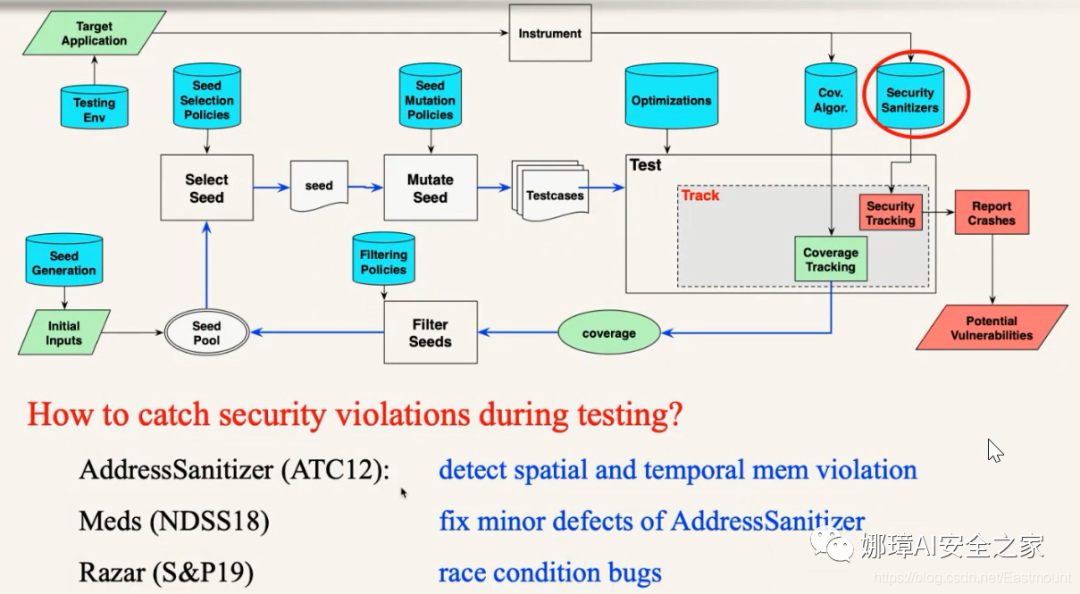 Target
Application
Instrument
Testing
Env
Seed
Selection
Policies
Seed
Mutation
Policies
Optimizations
Cov.
Algor.
Security
Sanitizers
Select
Seed
seed
Mutate
Seed
Testcases
Test
Track
Security
Tracking
Report
Crashes
Coverage
Tracking
Seed
Generation
Filtering
Policies
Initial
Inputs
Seed
Pool
Filter
Seeds
coverage
Potential
Vulnerabilities
How to catch security violations during testing?
AddressSanitizer (ATC12): detect spatial and temporal mem violation
Meds (NDSS18) fix minor defects of AddressSanitizer
Razar (S&P19) race condition bugs
娜璋AI安全之家
https://blog.csdn.net/Eastmount